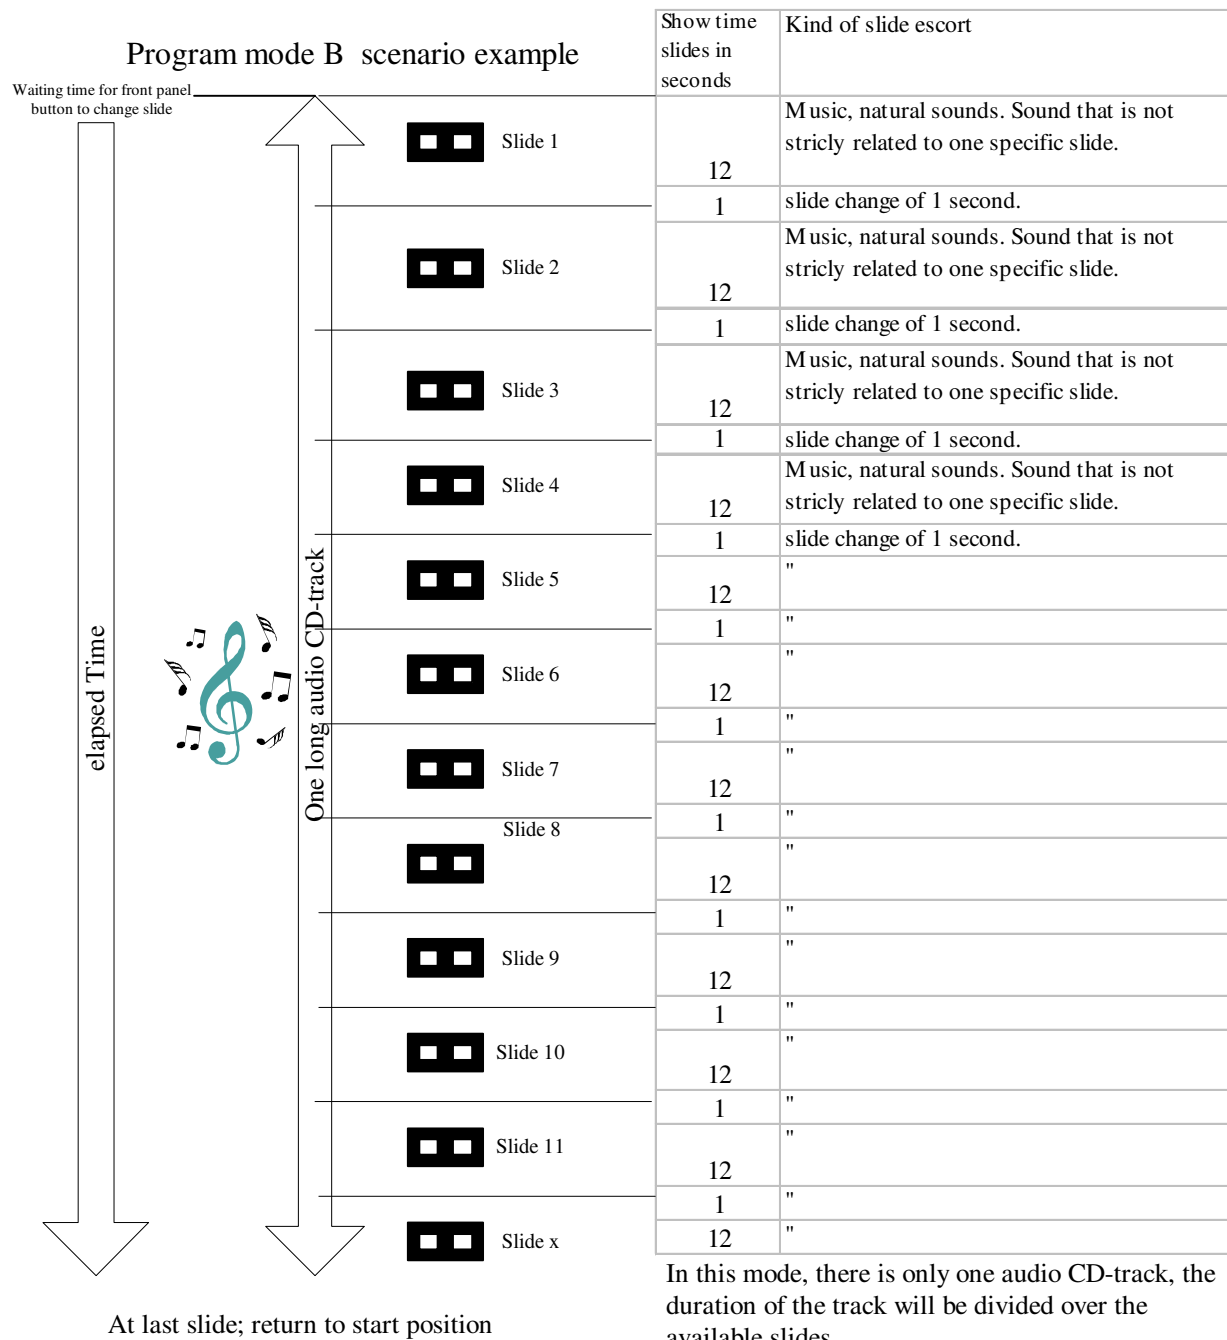 Program mode B scenario example
Waiting time for front panel
button to change slide
elapsed Time
One long audio CD-track
Slide 1
Slide 2
Slide 3
Slide 4
Slide 5
Slide 6
Slide 7
Slide 8
Slide 9
Slide 10
Slide 11
Slide x
At last slide; return to start position
Show time
slides in
seconds
Kind of slide escort
Music, natural sounds. Sound that is not
stricly related to one specific slide.
12
1
slide change of 1 second.
Music, natural sounds. Sound that is not
stricly related to one specific slide.
12
1
slide change of 1 second.
Music, natural sounds. Sound that is not
stricly related to one specific slide.
12
1
slide change of 1 second.
Music, natural sounds. Sound that is not
stricly related to one specific slide.
12
1
slide change of 1 second.
"
12
1 "
"
12
1 "
"
12
1 "
"
12
1 "
"
12
1 "
"
12
1 "
"
12
1 "
12 "
In this mode, there is only one audio CD-track, the
duration of the track will be divided over the
available slides